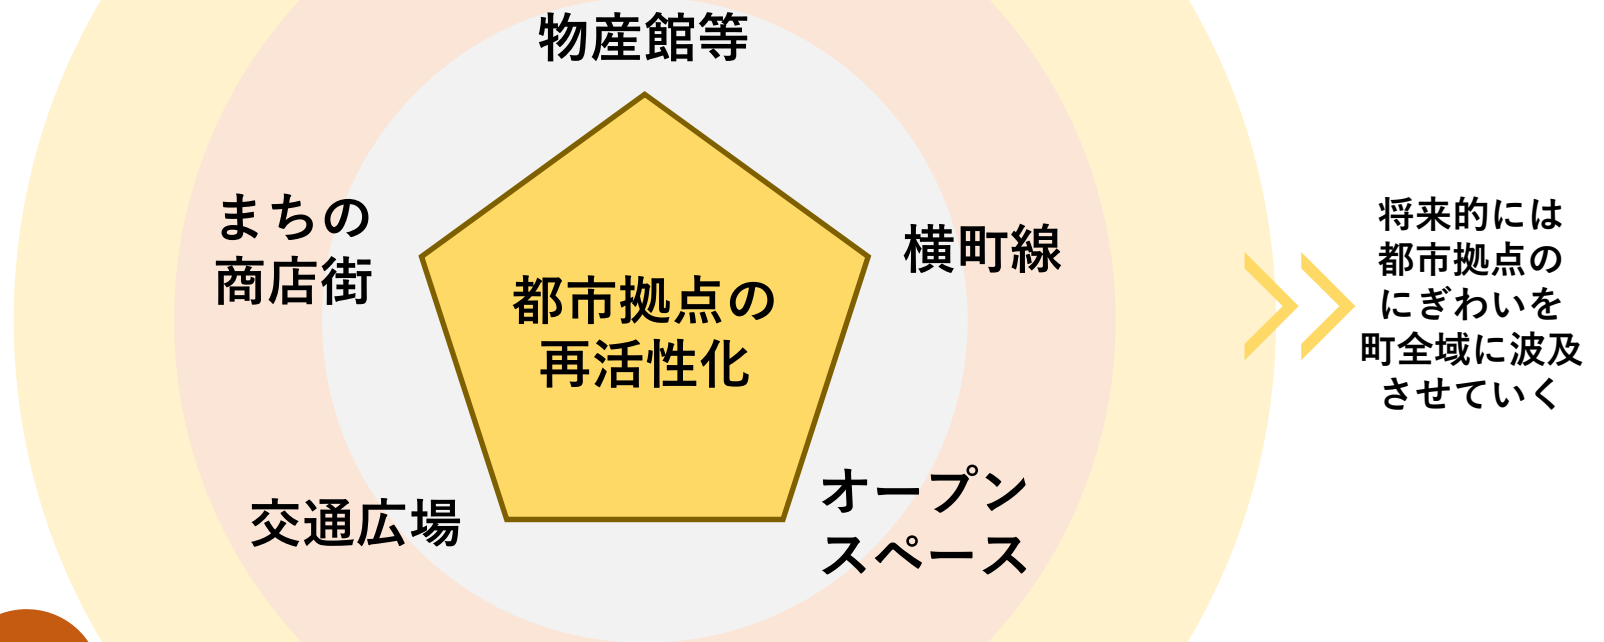 物産館等
まちの
商店街
横町線
都市拠点の
再活性化
交通広場
オープン
スペース
将来的には
都市拠点の
にぎわいを
町全域に波及
させていく